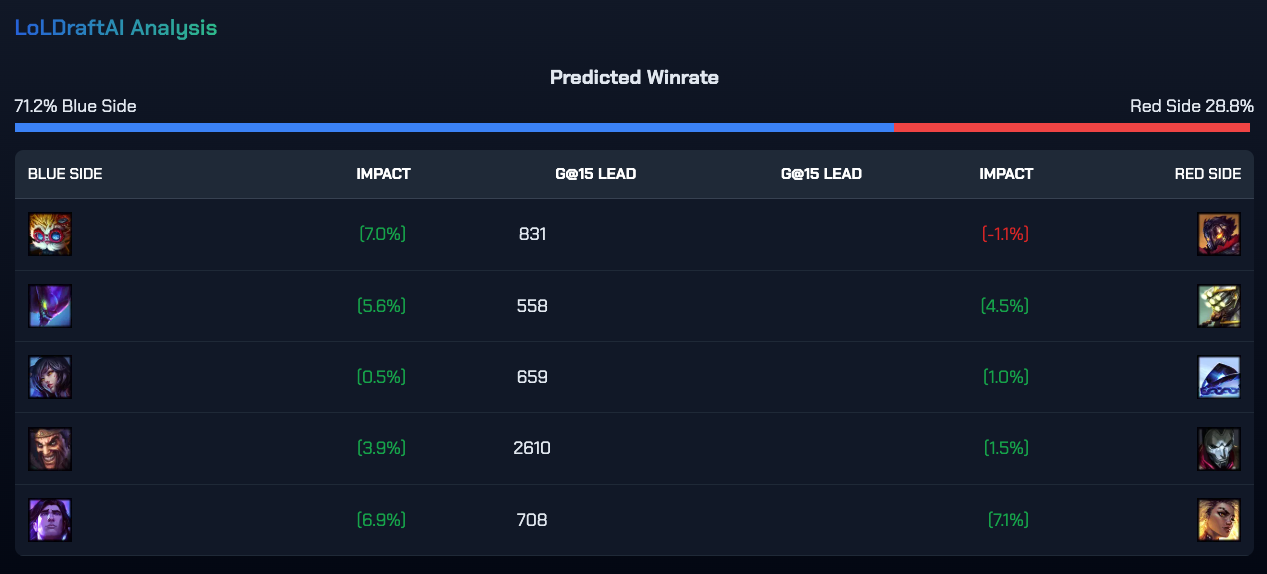 LoLDraftAI Analysis
Predicted Winrate
71.2% Blue Side Red Side 28.8%
BLUE SIDE IMPACT G@15 LEAD G@15 LEAD IMPACT RED SIDE
(7.0%) 831 (-1.1%)
(5.6%) 558 (4.5%)
(0.5%) 659 (1.0%)
(3.9%) 2610 (1.5%)
(6.9%) 708 (7.1%)